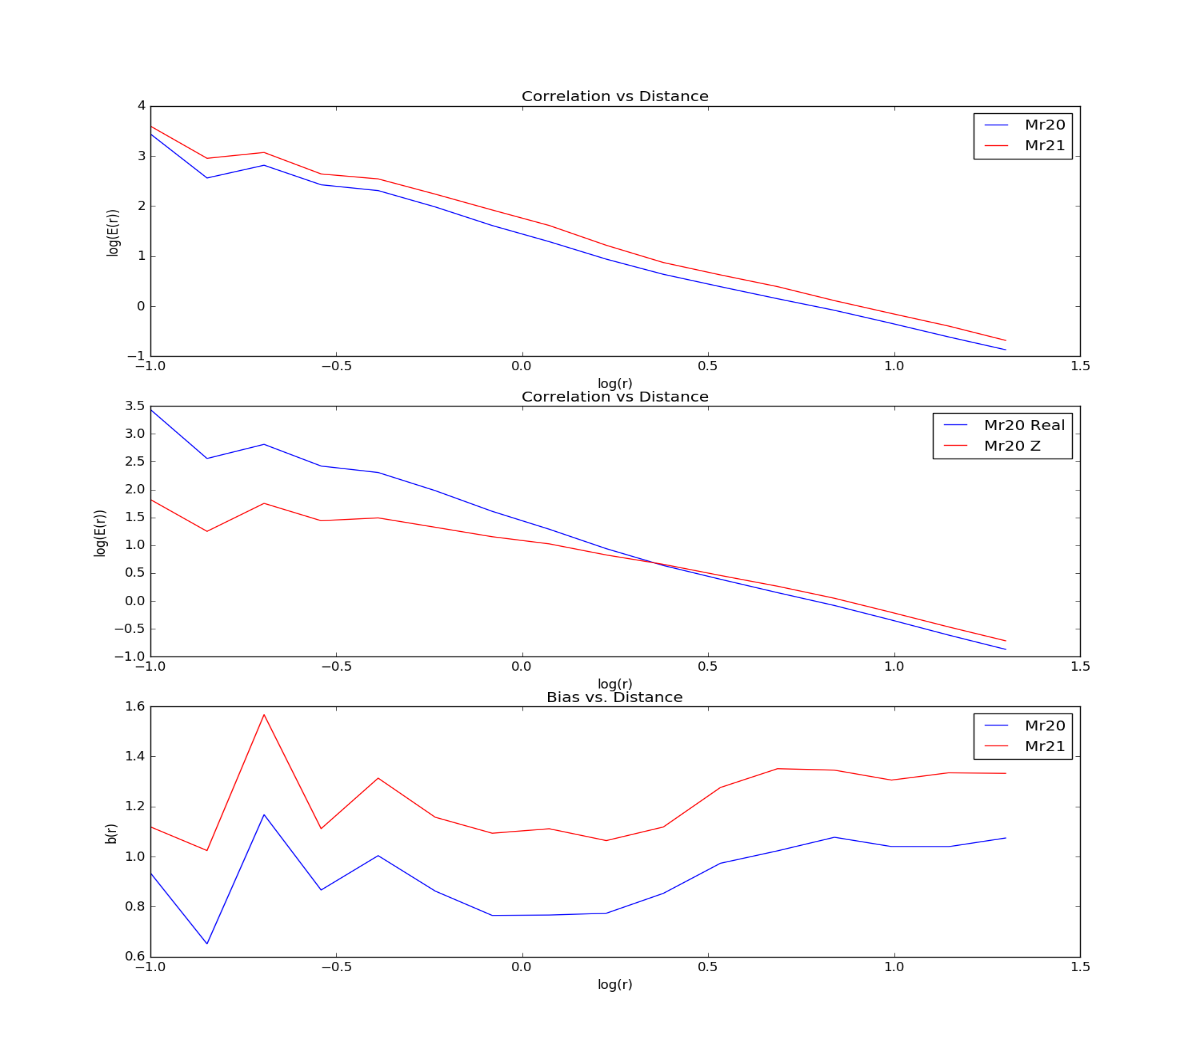 Correlation vs Distance
4
3
2
1
0
−1
log(E(r))
Mr20
Mr21
−1.0 −0.5 0.0 0.5 1.0 1.5
log(r)
Correlation vs Distance
3.5
3.0
2.5
2.0
1.5
1.0
0.5
0.0
−0.5
−1.0
log(E(r))
Mr20 Real
Mr20 Z
−1.0 −0.5 0.0 0.5 1.0 1.5
log(r)
Bias vs. Distance
1.6
1.4
1.2
1.0
0.8
0.6
b(r)
Mr20
Mr21
−1.0 −0.5 0.0 0.5 1.0 1.5
log(r)